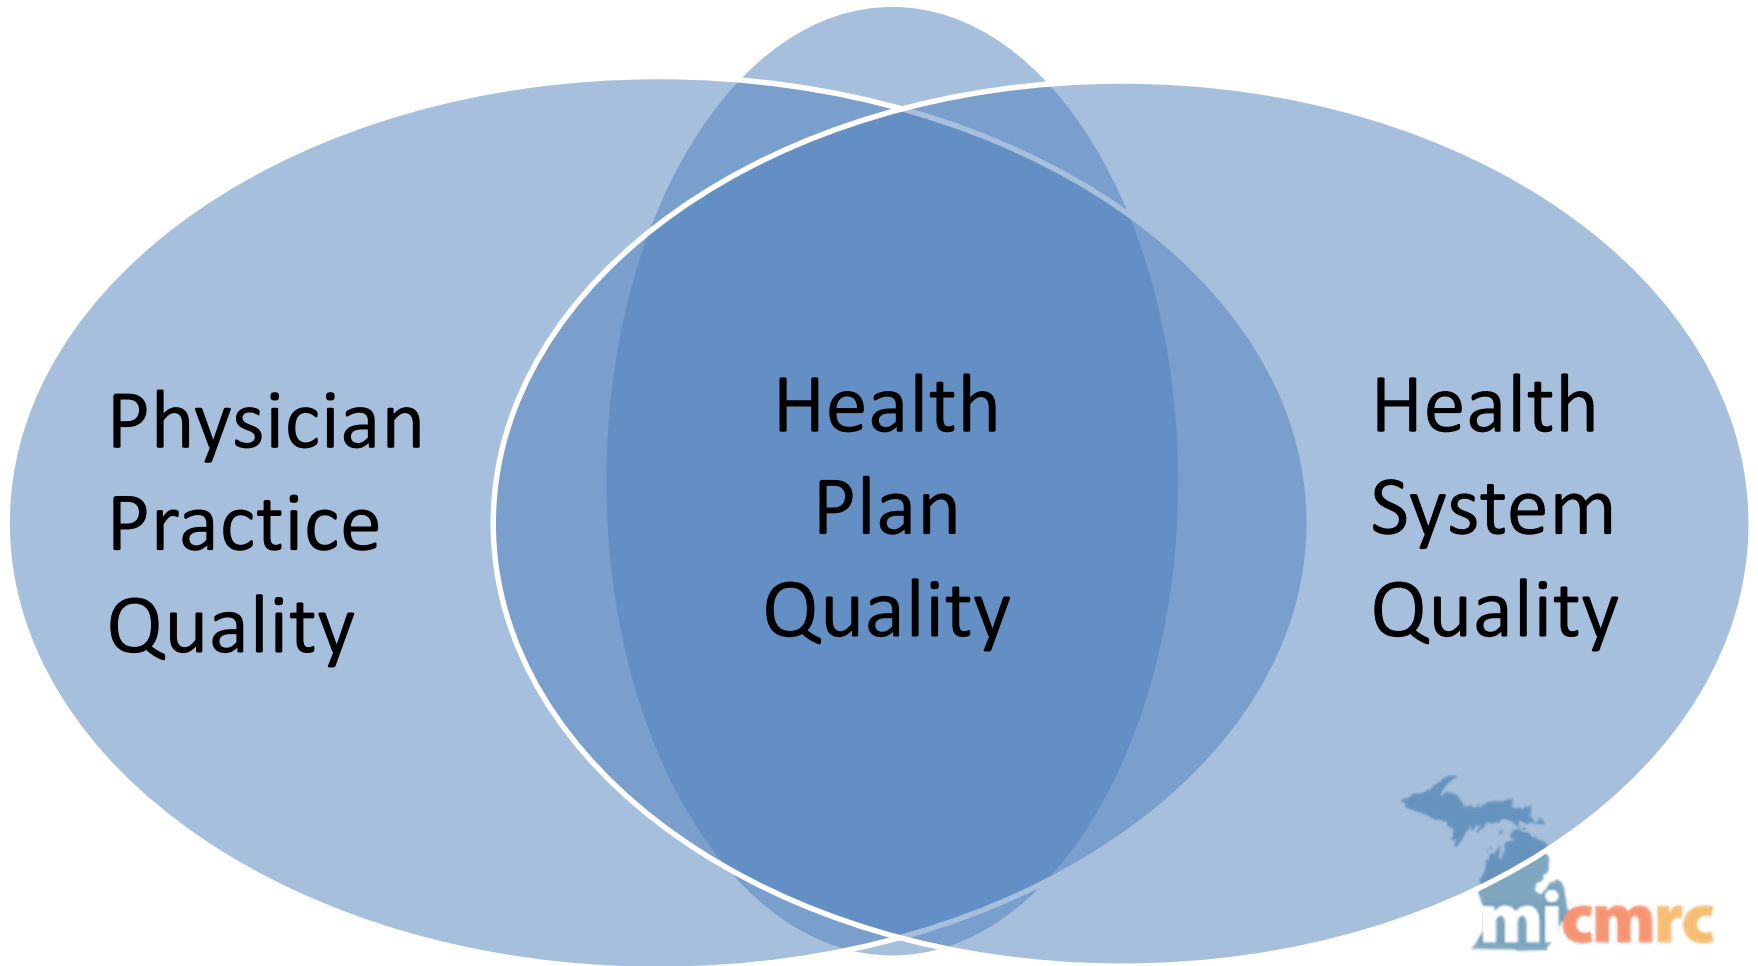 Physician
Practice
Quality
Health
Plan
Quality
Health
System
Quality
micmrc